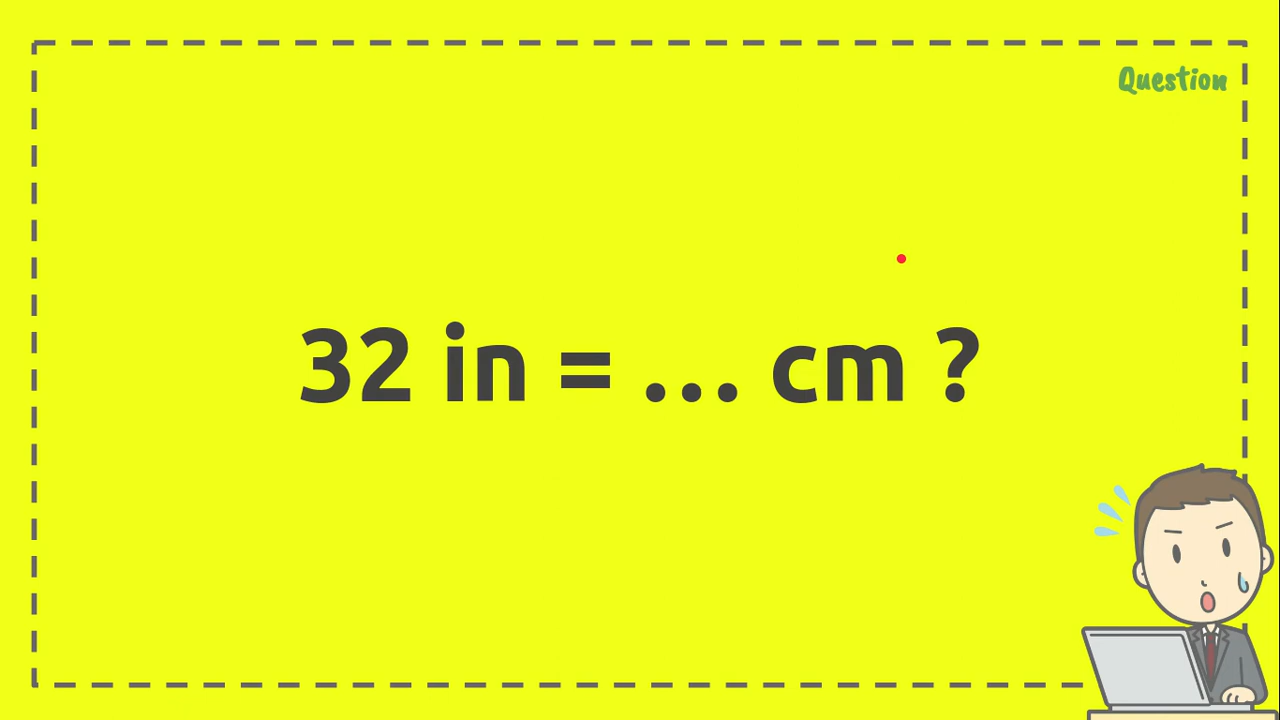 Question
32 in = ... cm ?